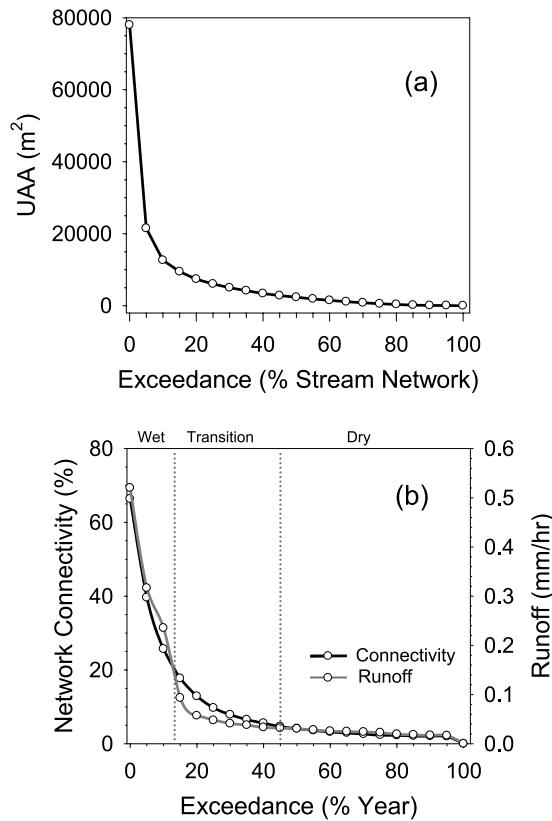 80000
(a)
60000
UAA (m²)
40000
20000
0
0 20 40 60 80 100
Exceedance (% Stream Network)
Wet Transition Dry
80 0.6
(b)
0.5
60
0.4
Network Connectivity (%)
40 0.3
Runoff (mm/hr)
Connectivity
0.2
Runoff
20
0.1
0 0.0
0 20 40 60 80 100
Exceedance (% Year)